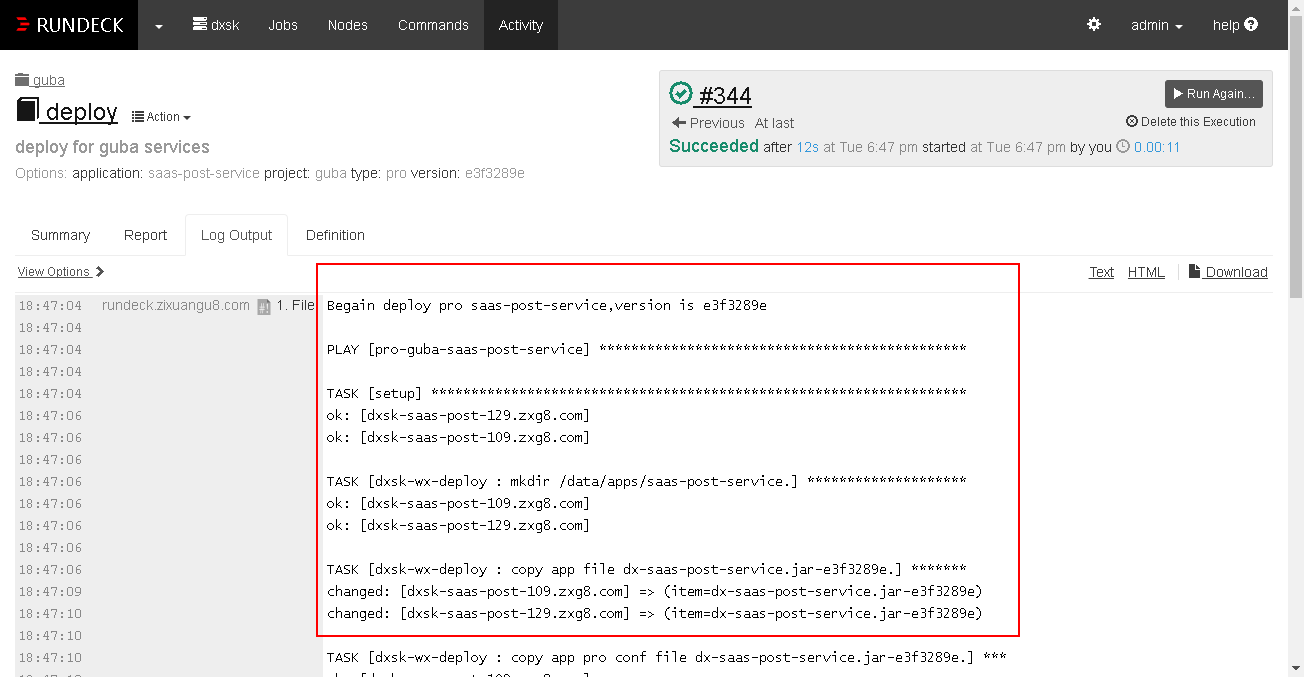 RUNDECK dxsk Jobs Nodes Commands Activity admin help
guba
deploy Action
deploy for guba services
Options: application: saas-post-service project: guba type: pro version: e3f3289e
#344 Run Again...
Previous At last Delete this Execution
Succeeded after 12s at Tue 6:47 pm started at Tue 6:47 pm by you 0.00:11
Summary Report Log Output Definition
View Options Text HTML Download
18:47:04 rundeck.zixuangu8.com 1. File Begain deploy pro saas-post-service,version is e3f3289e
18:47:04
18:47:04 PLAY [pro-guba-saas-post-service] **********************************************
18:47:04
18:47:04 TASK [setup] *******************************************************************
18:47:06 ok: [dxsk-saas-post-129.zxg8.com]
18:47:06 ok: [dxsk-saas-post-109.zxg8.com]
18:47:06
18:47:06 TASK [dxsk-wx-deploy : mkdir /data/apps/saas-post-service.] ********************
18:47:06 ok: [dxsk-saas-post-109.zxg8.com]
18:47:06 ok: [dxsk-saas-post-129.zxg8.com]
18:47:06
18:47:06 TASK [dxsk-wx-deploy : copy app file dx-saas-post-service.jar-e3f3289e.] *******
18:47:09 changed: [dxsk-saas-post-109.zxg8.com] => (item=dx-saas-post-service.jar-e3f3289e)
18:47:10 changed: [dxsk-saas-post-129.zxg8.com] => (item=dx-saas-post-service.jar-e3f3289e)
18:47:10
18:47:10 TASK [dxsk-wx-deploy : copy app pro conf file dx-saas-post-service.jar-e3f3289e.] ***